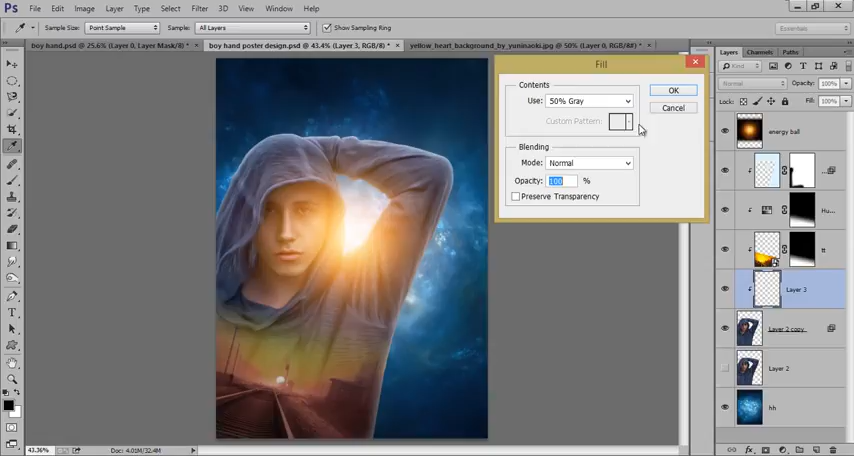 Ps File Edit Image Layer Type Select Filter 3D View Window Help
Sample Size: Point Sample Sample: All Layers Show Sampling Ring Essentials
boy hand.psd @ 25.6% (Layer 0, Layer Mask/8) * × boy hand poster design.psd @ 43.4% (Layer 3, RGB/8) * × yellow_heart_background_by_yuminaoki.jpg @ 50% (Layer 0, RGB/8#) * ×
Layers Channels Paths
Kind
Normal Opacity: 100%
Lock: Fill: 100%
energy ball
...
Hu...
tt
Layer 3
Layer 2 copy
Layer 2
hh
Fill
Contents
Use: 50% Gray
Custom Pattern:
OK
Cancel
Blending
Mode: Normal
Opacity: 100 %
Preserve Transparency
43.36% Doc: 4.01M/32.4M